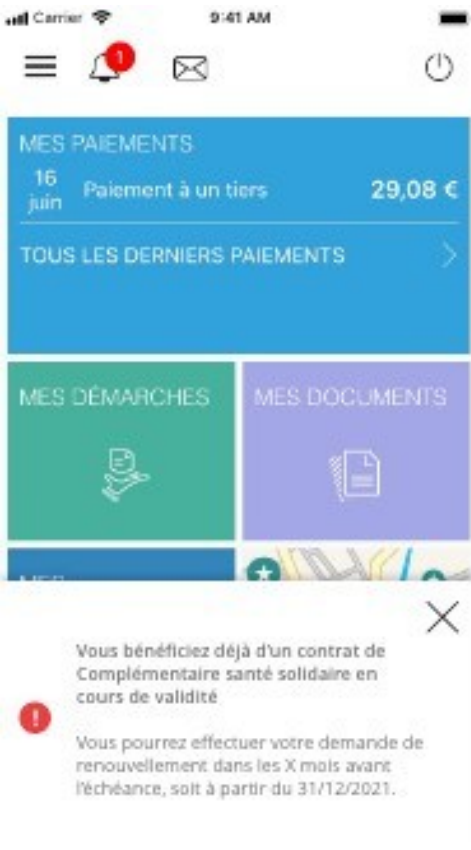 Carrier 9:41 AM
1
MES PAIEMENTS
16 juin Paiement à un tiers 29,08 €
TOUS LES DERNIERS PAIEMENTS
MES DÉMARCHES MES DOCUMENTS
MES
Vous bénéficiez déjà d'un contrat de
Complémentaire santé solidaire en
cours de validité
Vous pourrez effectuer votre demande de
renouvellement dans les X mois avant
l'échéance, soit à partir du 31/12/2021.